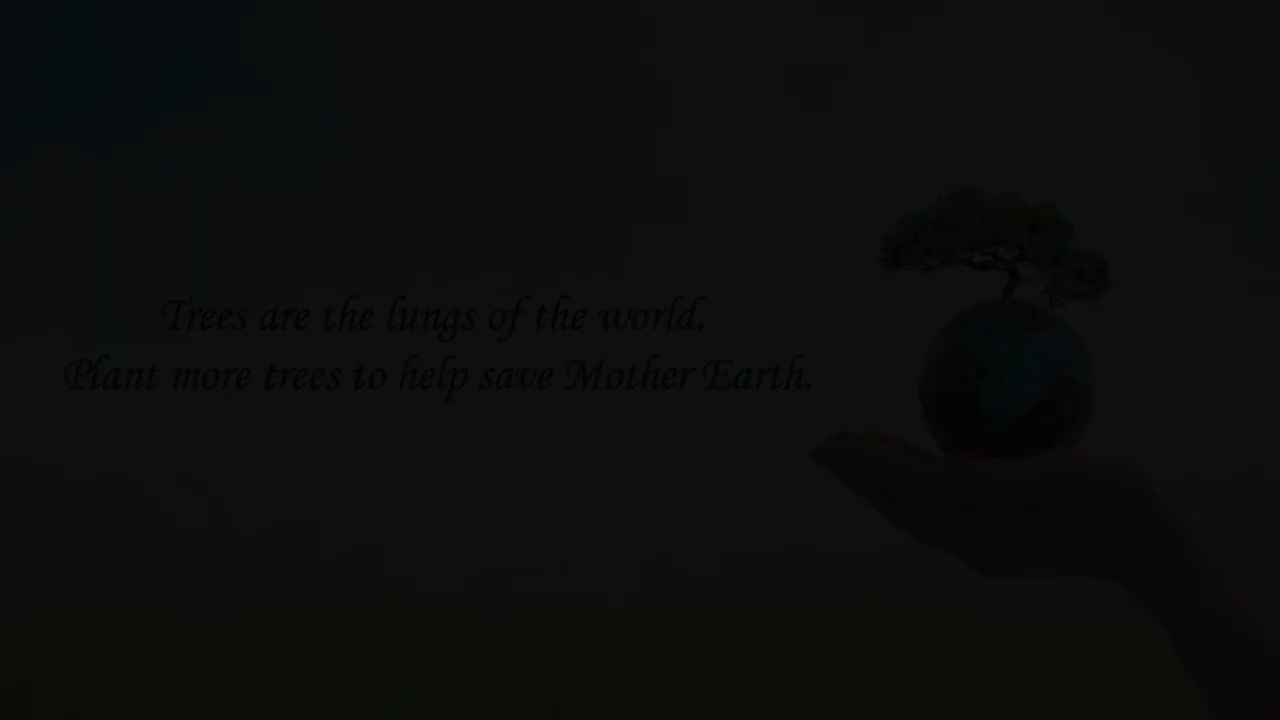 Trees are the lungs of the world.
Plant more trees to help save Mother Earth.